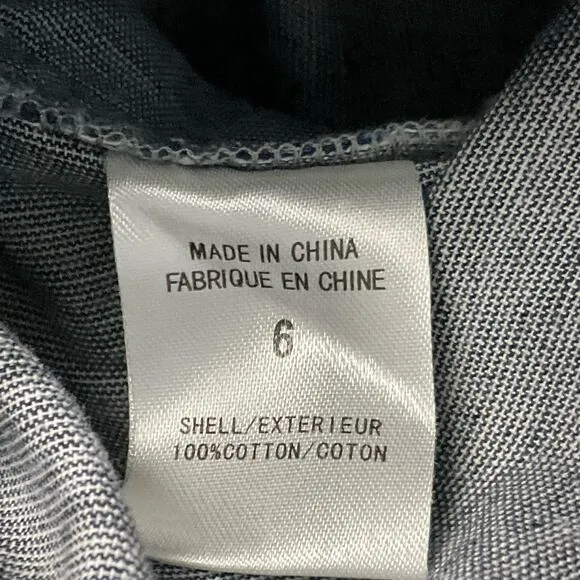 MADE IN CHINA
FABRIQUE EN CHINE
6
SHELL/EXTERIEUR
100%COTTON/COTON